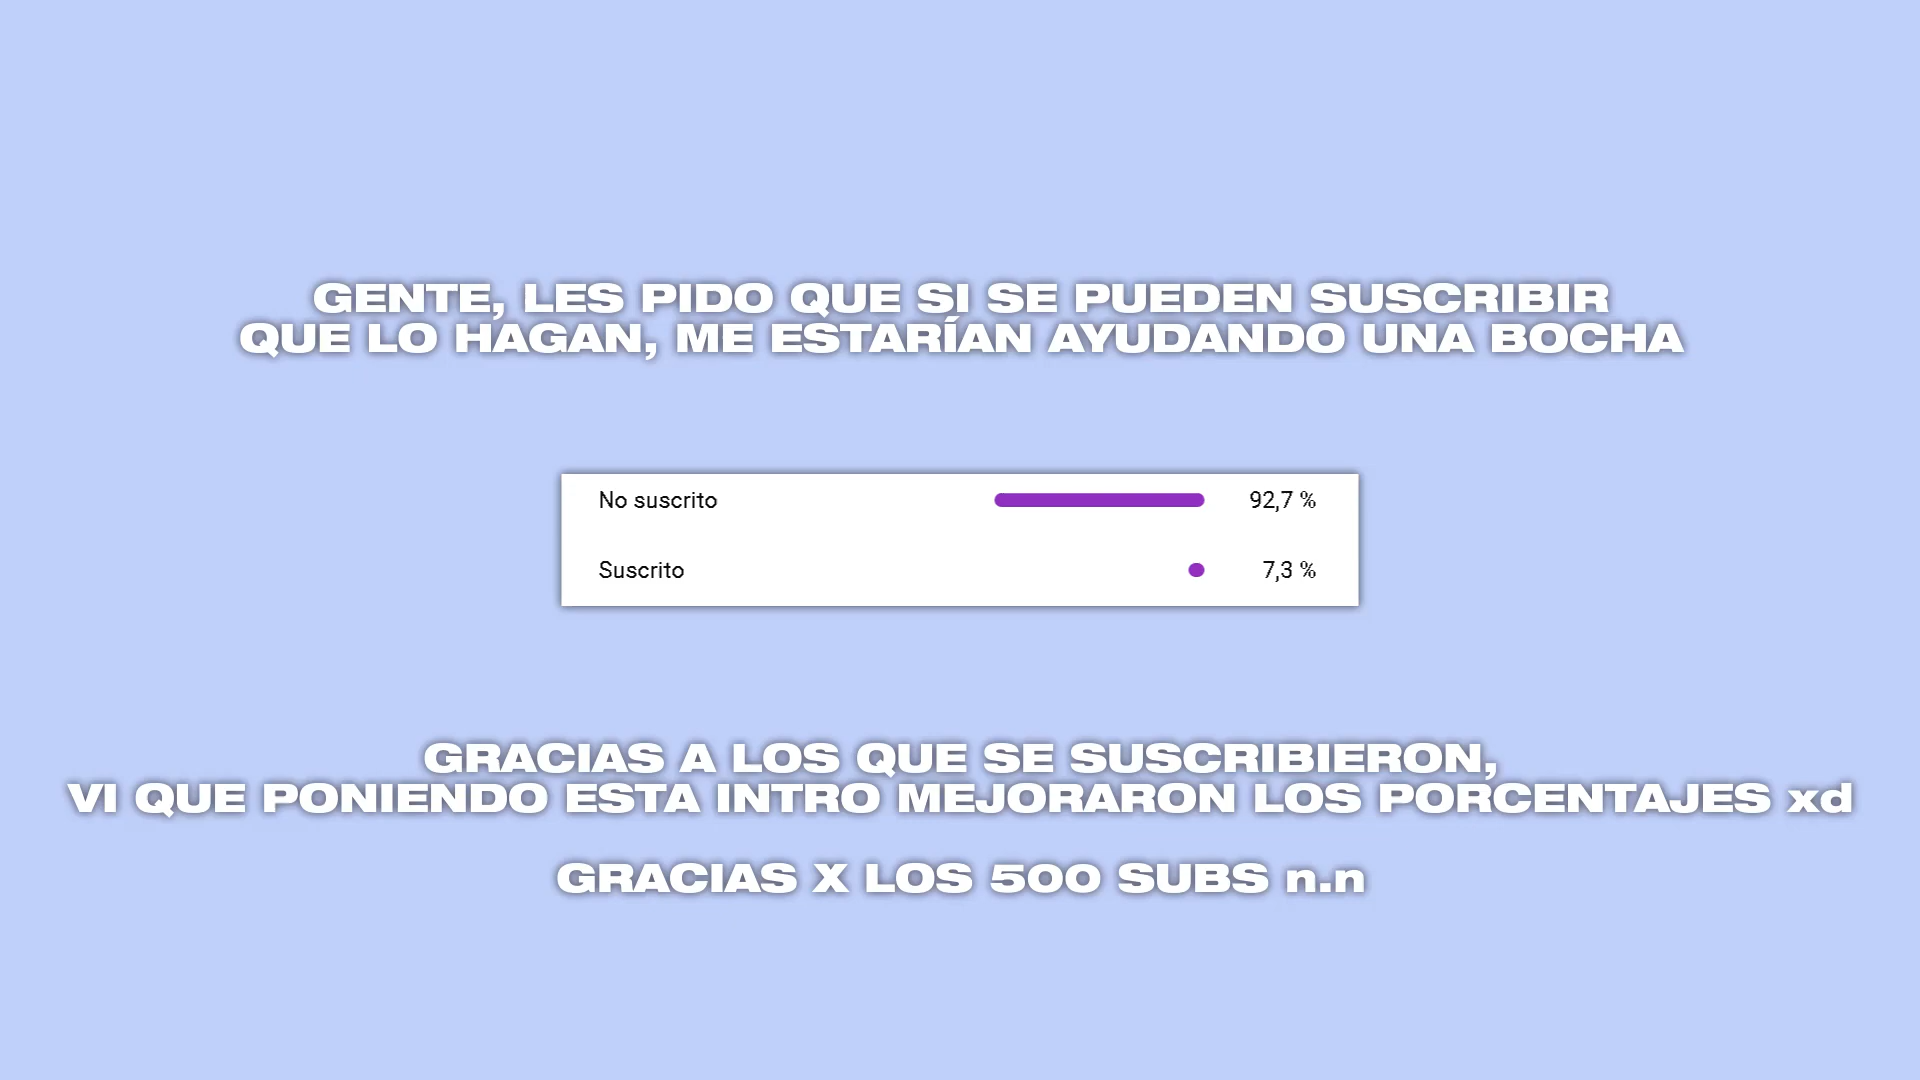 GENTE, LES PIDO QUE SI SE PUEDEN SUSCRIBIR
QUE LO HAGAN, ME ESTARÍAN AYUDANDO UNA BOCHA
No suscrito 92,7 %
Suscrito 7,3 %
GRACIAS A LOS QUE SE SUSCRIBIERON,
VI QUE PONIENDO ESTA INTRO MEJORARON LOS PORCENTAJES xd
GRACIAS X LOS 500 SUBS n.n